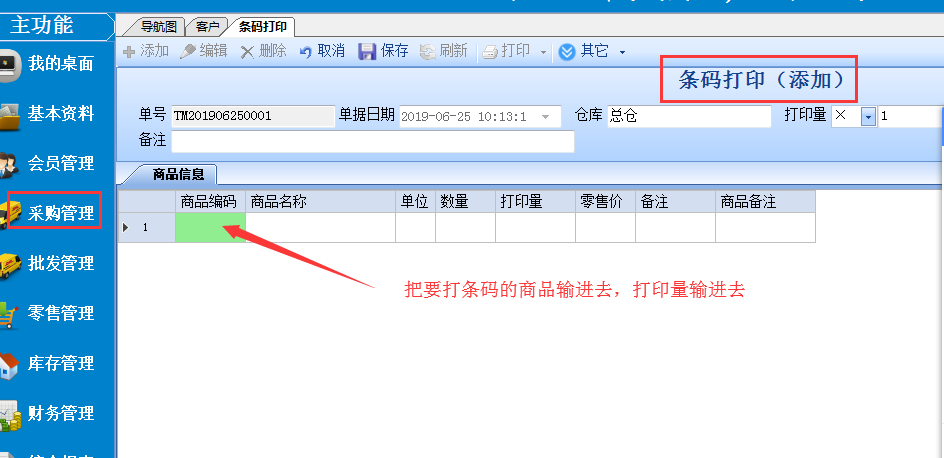 主功能
导航图 客户 条码打印
添加 编辑 删除 取消 保存 刷新 打印 其它
我的桌面
条码打印（添加）
基本资料
单号 TM201906250001 单据日期 2019-06-25 10:13:1 仓库 总仓 打印量 × 1
备注
会员管理
商品信息
采购管理
商品编码 商品名称 单位 数量 打印量 零售价 备注 商品备注
1
批发管理
把要打条码的商品输进去，打印量输进去
零售管理
库存管理
财务管理